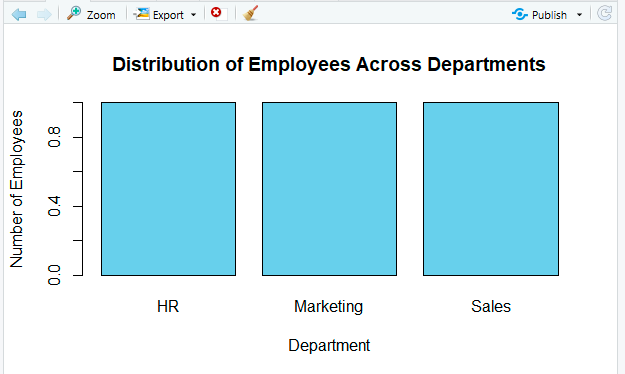 Zoom Export Publish
Distribution of Employees Across Departments
Number of Employees
0.8
0.4
0.0
HR Marketing Sales
Department